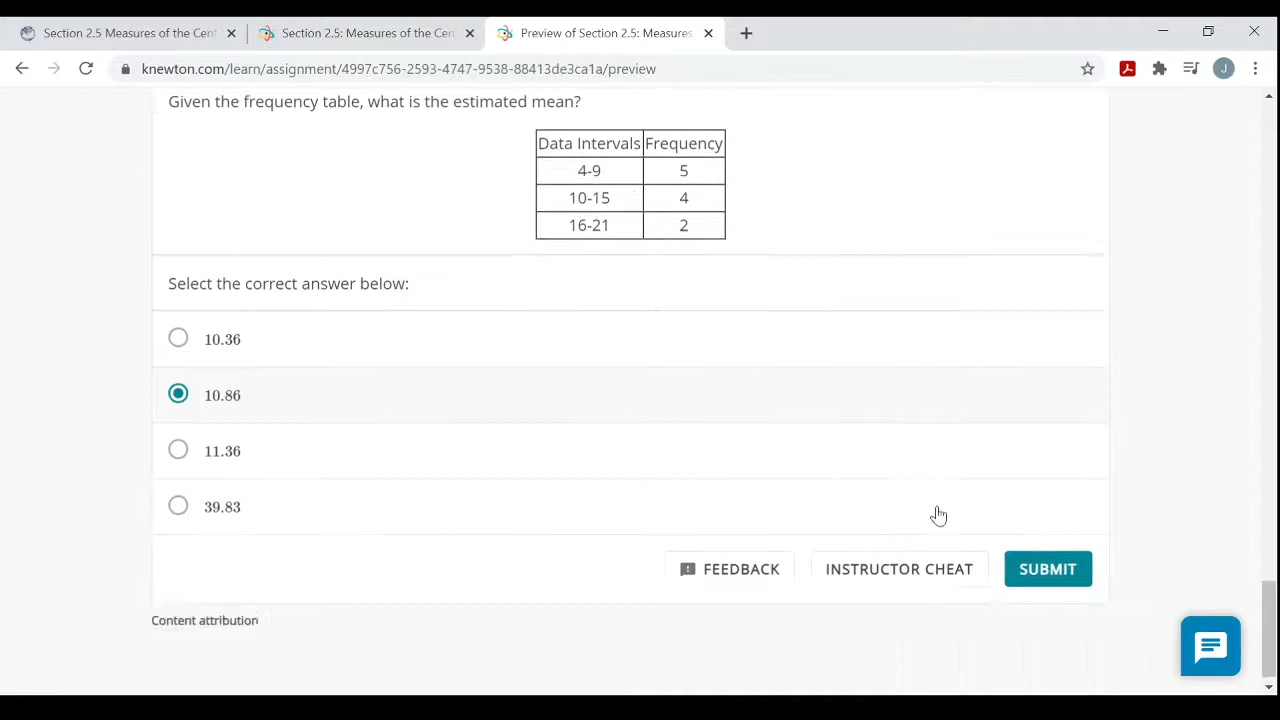 Section 2.5 Measures of the Cent
Section 2.5: Measures of the Cen
Preview of Section 2.5: Measures
knewton.com/learn/assignment/4997c756-2593-4747-9538-88413de3ca1a/preview
J
Given the frequency table, what is the estimated mean?
Data Intervals Frequency
4-9 5
10-15 4
16-21 2
Select the correct answer below:
10.36
10.86
11.36
39.83
FEEDBACK INSTRUCTOR CHEAT SUBMIT
Content attribution